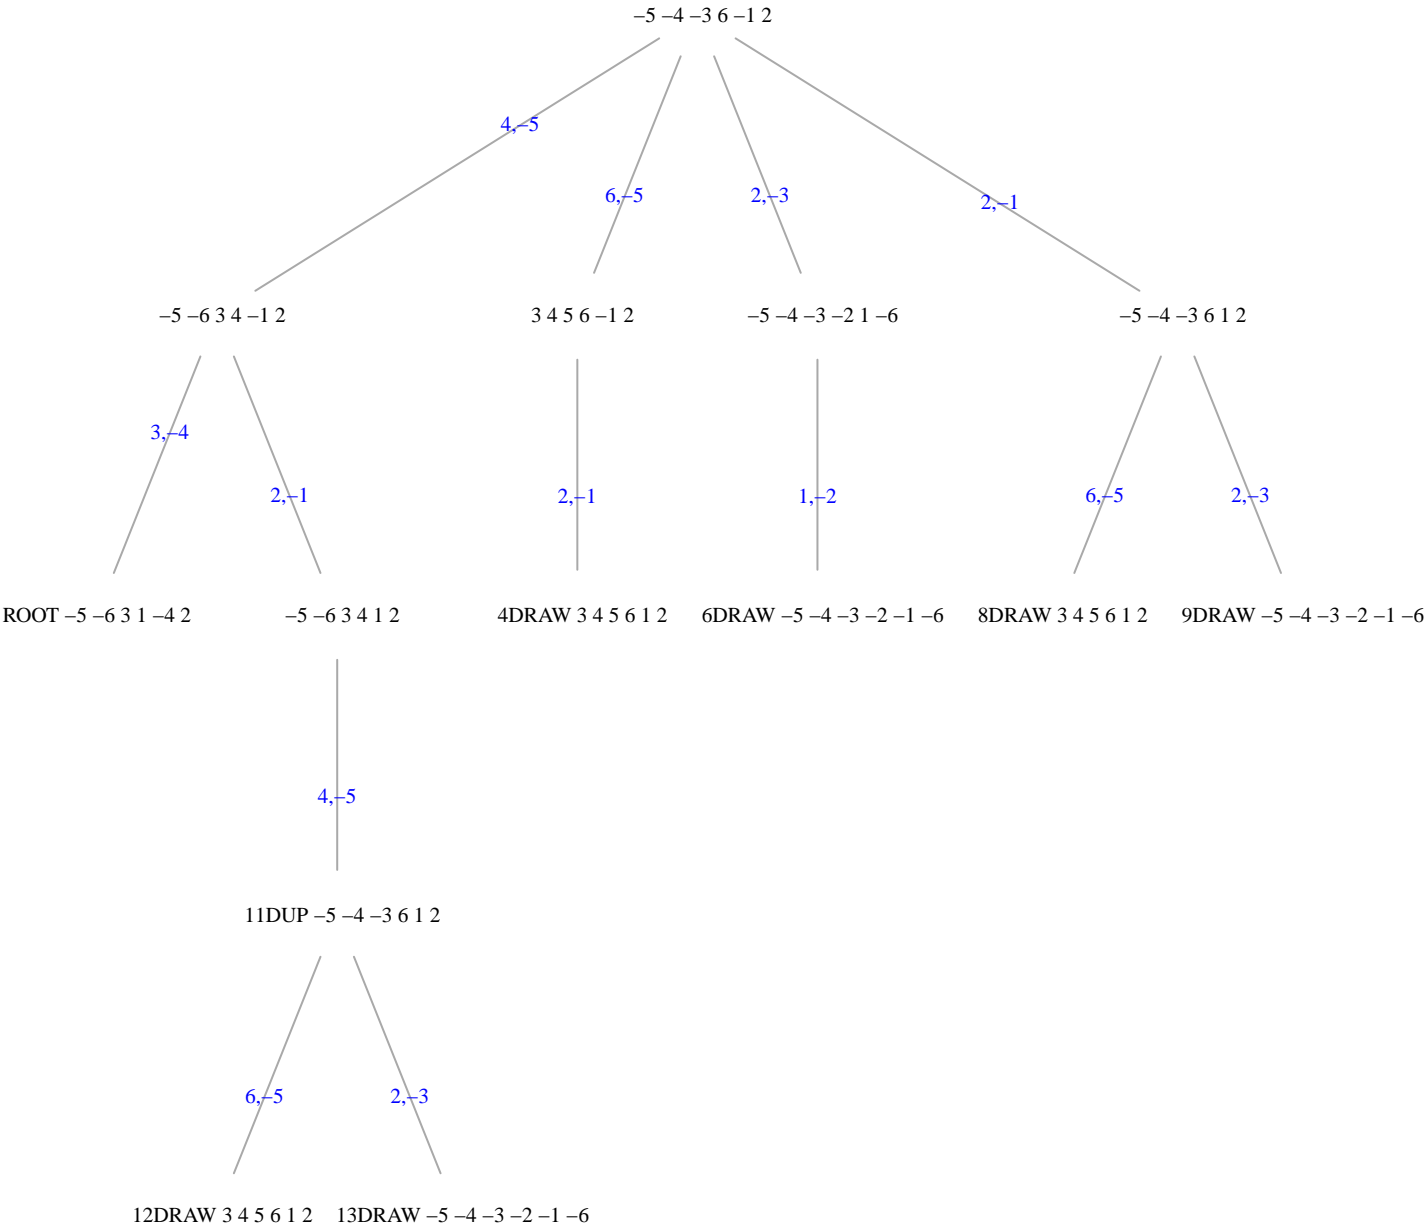 –5 –4 –3 6 –1 2
4,–5
6,–5
2,–3
2,–1
–5 –6 3 4 –1 2
3 4 5 6 –1 2
–5 –4 –3 –2 1 –6
–5 –4 –3 6 1 2
3,–4
2,–1
2,–1
1,–2
6,–5
2,–3
ROOT –5 –6 3 1 –4 2
–5 –6 3 4 1 2
4DRAW 3 4 5 6 1 2
6DRAW –5 –4 –3 –2 –1 –6
8DRAW 3 4 5 6 1 2
9DRAW –5 –4 –3 –2 –1 –6
4,–5
11DUP –5 –4 –3 6 1 2
6,–5
2,–3
12DRAW 3 4 5 6 1 2
13DRAW –5 –4 –3 –2 –1 –6